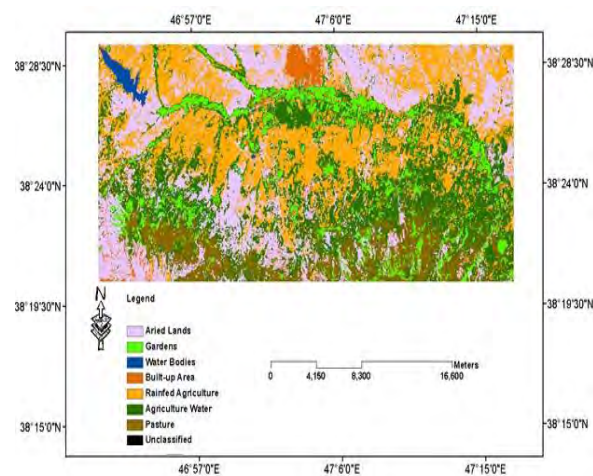 46°57'0"E 47°6'0"E 47°15'0"E
38°28'30"N 38°28'30"N
38°24'0"N 38°24'0"N
38°19'30"N 38°19'30"N
38°15'0"N 38°15'0"N
N
Legend
Aried Lands
Gardens
Water Bodies
Built-up Area
Rainfed Agriculture
Agriculture Water
Pasture
Unclassified
Meters
0 4,150 8,300 16,600
46°57'0"E 47°6'0"E 47°15'0"E